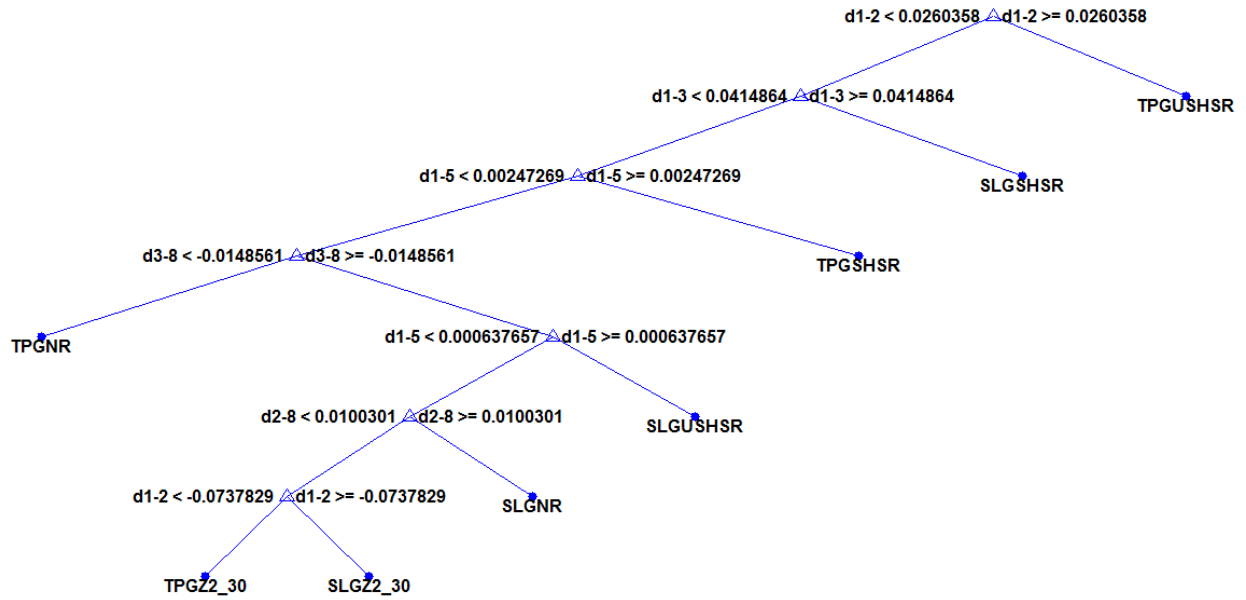 d1-2 < 0.0260358 d1-2 >= 0.0260358
d1-3 < 0.0414864 d1-3 >= 0.0414864
TPGUSHSR
d1-5 < 0.00247269 d1-5 >= 0.00247269
SLGSHSR
d3-8 < -0.0148561 d3-8 >= -0.0148561
TPGSHSR
TPGNR
d1-5 < 0.000637657 d1-5 >= 0.000637657
d2-8 < 0.0100301 d2-8 >= 0.0100301
SLGUSHSR
d1-2 < -0.0737829 d1-2 >= -0.0737829
SLGNR
TPGZ2_30
SLGZ2_30